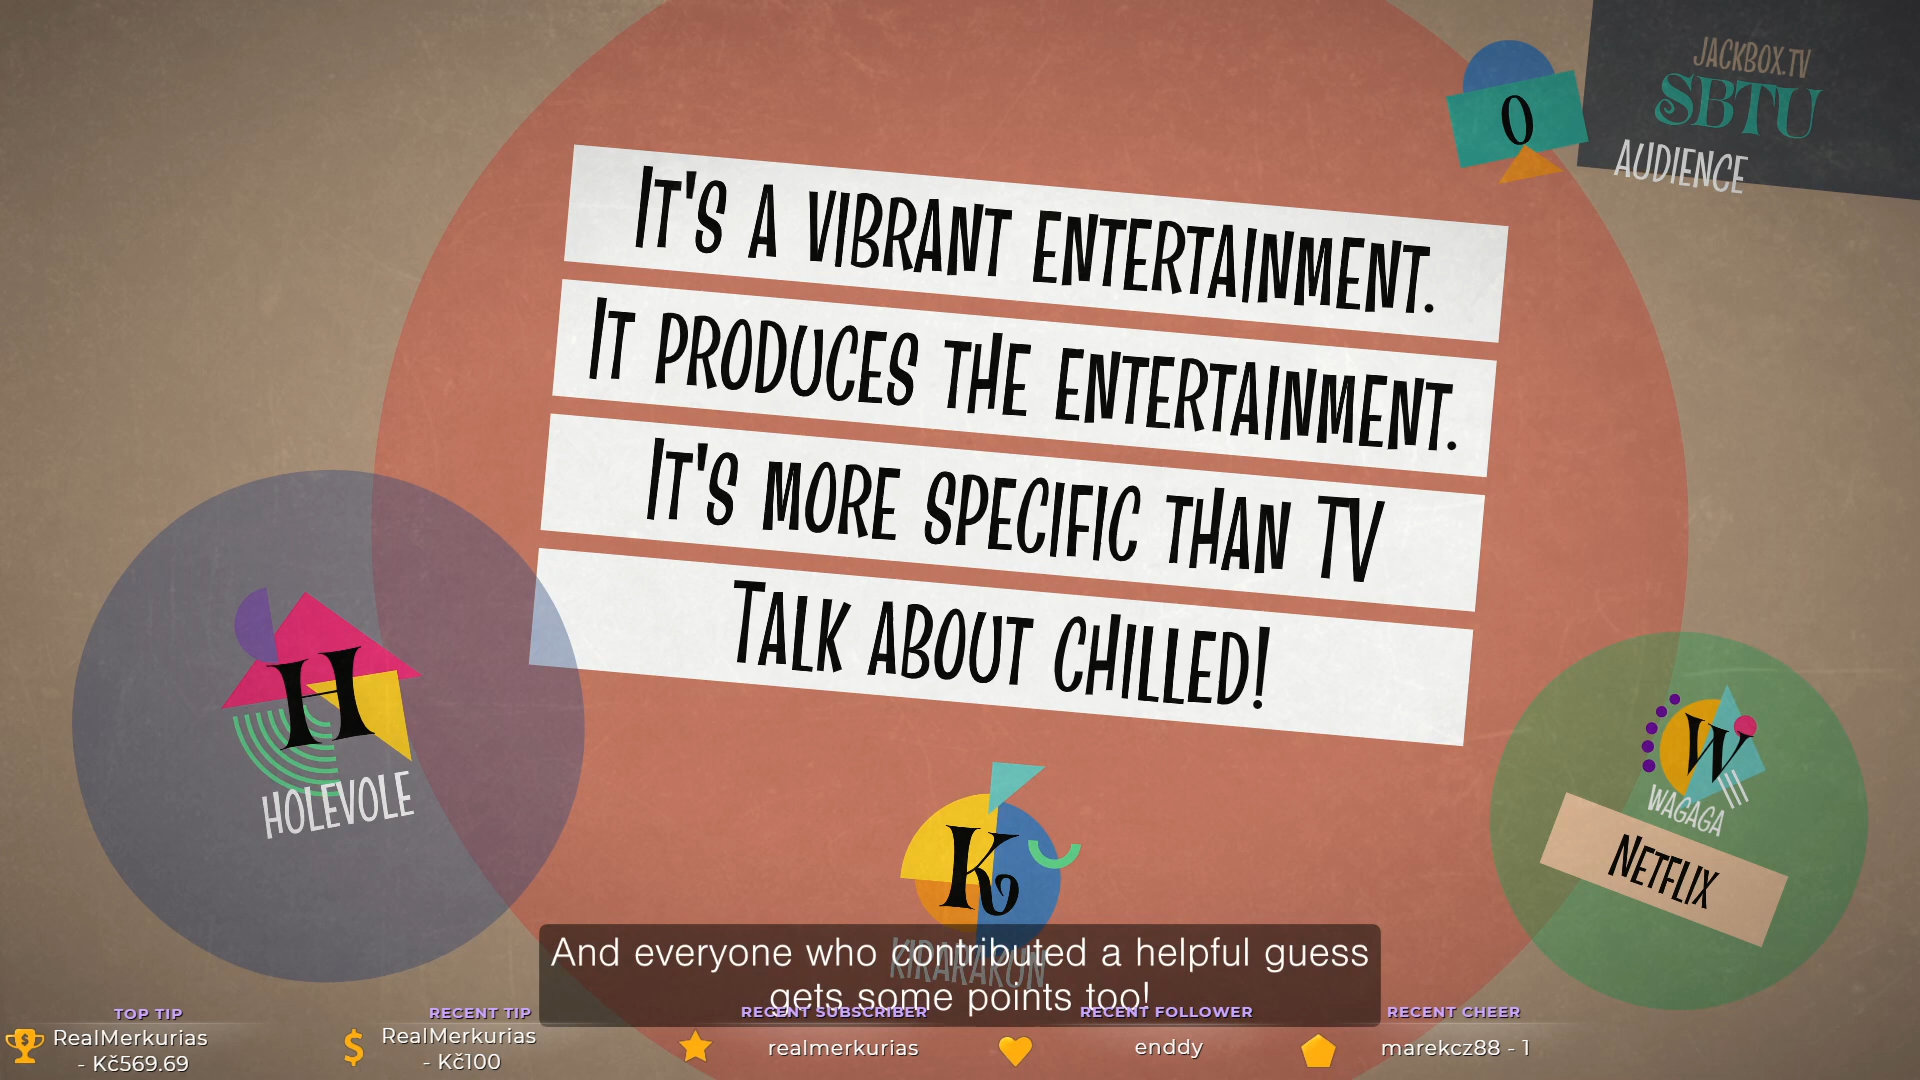 JACKBOX.TV
SBTU
0
AUDIENCE
IT'S A VIBRANT ENTERTAINMENT.
IT PRODUCES THE ENTERTAINMENT.
IT'S MORE SPECIFIC THAN TV
TALK ABOUT CHILLED!
H
HOLEVOLE
W
WAGAGA
NETFLIX
K
KIRAKAKUN
And everyone who contributed a helpful guess
gets some points too!
TOP TIP
RealMerkurias
- Kč569.69
RECENT TIP
RealMerkurias
- Kč100
RECENT SUBSCRIBER
realmerkurias
RECENT FOLLOWER
enddy
RECENT CHEER
marekcz88 - 1